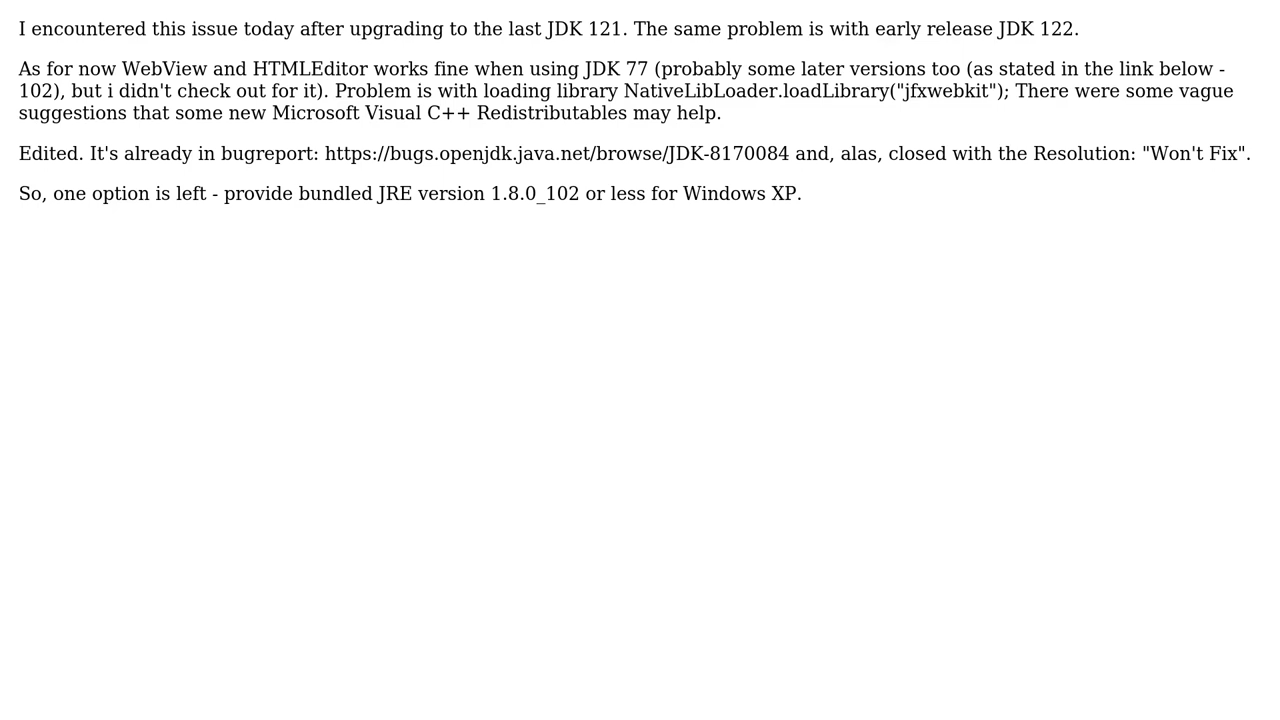 I encountered this issue today after upgrading to the last JDK 121. The same problem is with early release JDK 122.
As for now WebView and HTMLEditor works fine when using JDK 77 (probably some later versions too (as stated in the link below -
102), but i didn't check out for it). Problem is with loading library NativeLibLoader.loadLibrary("jfxwebkit"); There were some vague
suggestions that some new Microsoft Visual C++ Redistributables may help.
Edited. It's already in bugreport: https://bugs.openjdk.java.net/browse/JDK-8170084 and, alas, closed with the Resolution: "Won't Fix".
So, one option is left - provide bundled JRE version 1.8.0_102 or less for Windows XP.